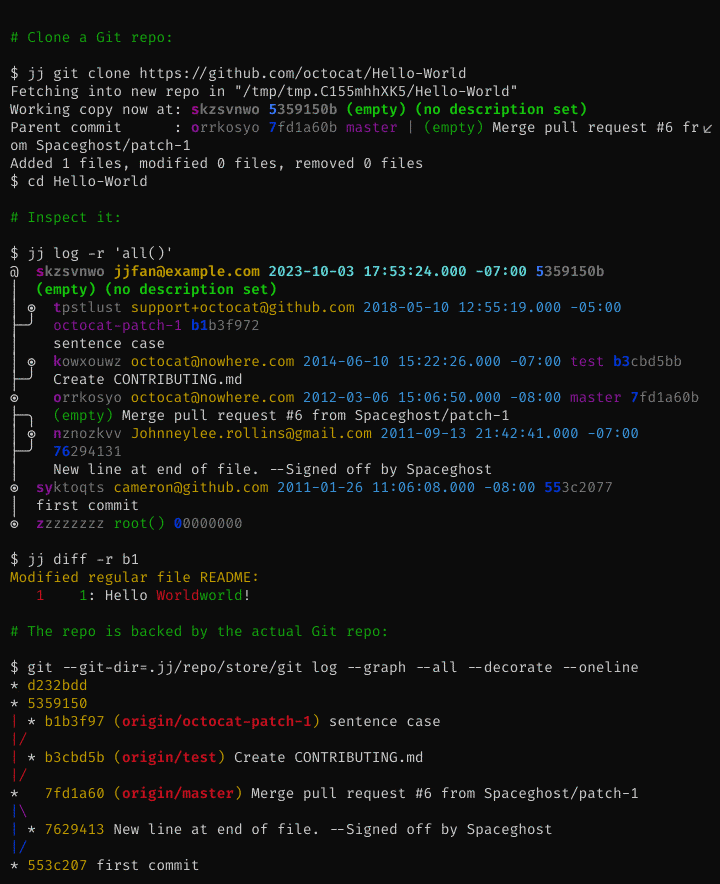 # Clone a Git repo:
$ jj git clone https://github.com/octocat/Hello-World
Fetching into new repo in "/tmp/tmp.C155mhhXK5/Hello-World"
Working copy now at: skzsvnwo 5359150b (empty) (no description set)
Parent commit      : orrkosyo 7fd1a60b master | (empty) Merge pull request #6 fr↙
om Spaceghost/patch-1
Added 1 files, modified 0 files, removed 0 files
$ cd Hello-World
# Inspect it:
$ jj log -r 'all()'
@  skzsvnwo jjfan@example.com 2023-10-03 17:53:24.000 -07:00 5359150b
│  (empty) (no description set)
│ ◉  tpstlust support+octocat@github.com 2018-05-10 12:55:19.000 -05:00
├─╯  octocat-patch-1 b1b3f972
│    sentence case
│ ◉  kowxouwz octocat@nowhere.com 2014-06-10 15:22:26.000 -07:00 test b3cbd5bb
├─╯  Create CONTRIBUTING.md
◉    orrkosyo octocat@nowhere.com 2012-03-06 15:06:50.000 -08:00 master 7fd1a60b
├─╮  (empty) Merge pull request #6 from Spaceghost/patch-1
│ ◉  nznozkvv Johnneylee.rollins@gmail.com 2011-09-13 21:42:41.000 -07:00
├─╯  76294131
│    New line at end of file. --Signed off by Spaceghost
◉  syktoqts cameron@github.com 2011-01-26 11:06:08.000 -08:00 553c2077
│  first commit
◉  zzzzzzzz root() 00000000
$ jj diff -r b1
Modified regular file README:
   1    1: Hello Worldworld!
# The repo is backed by the actual Git repo:
$ git --git-dir=.jj/repo/store/git log --graph --all --decorate --oneline
* d232bdd
* 5359150
| * b1b3f97 (origin/octocat-patch-1) sentence case
|/
| * b3cbd5b (origin/test) Create CONTRIBUTING.md
|/
*   7fd1a60 (origin/master) Merge pull request #6 from Spaceghost/patch-1
|\
| * 7629413 New line at end of file. --Signed off by Spaceghost
|/
* 553c207 first commit